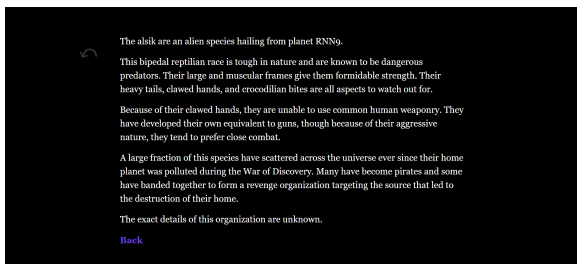 The alsik are an alien species hailing from planet RNN9.
This bipedal reptilian race is tough in nature and are known to be dangerous
predators. Their large and muscular frames give them formidable strength. Their
heavy tails, clawed hands, and crocodilian bites are all aspects to watch out for.
Because of their clawed hands, they are unable to use common human weaponry. They
have developed their own equivalent to guns, though because of their aggressive
nature, they tend to prefer close combat.
A large fraction of this species have scattered across the universe ever since their home
planet was polluted during the War of Discovery. Many have become pirates and some
have banded together to form a revenge organization targeting the source that led to
the destruction of their home.
The exact details of this organization are unknown.
Back